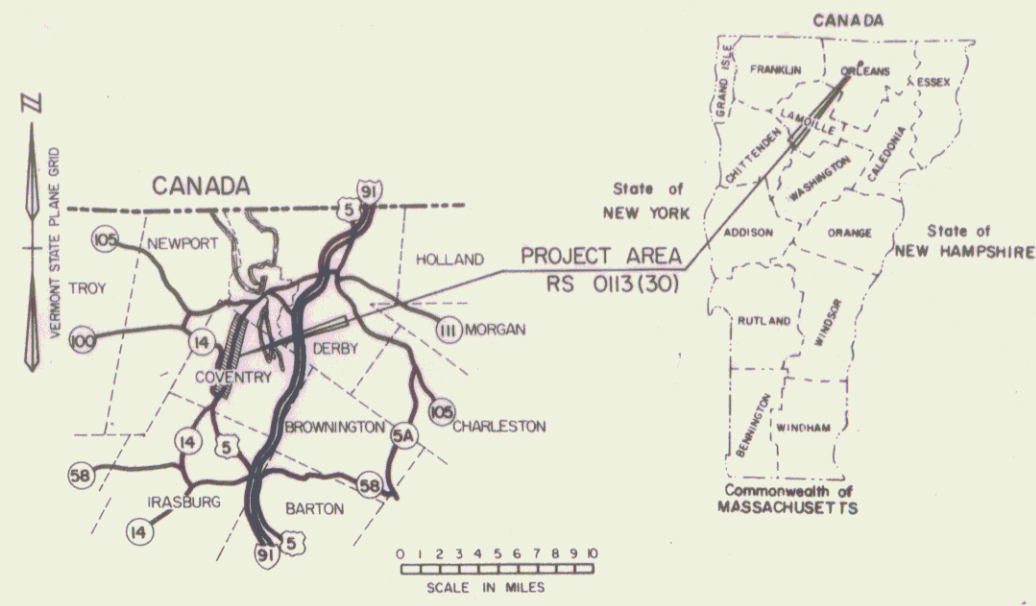 CANADA
FRANKLIN
ORLEANS
ESSEX
GRAND ISLE
LAMOILLE
CHITTENDEN
CALEDONIA
WASHINGTON
State of
NEW YORK
ADDISON
ORANGE
State of
NEW HAMPSHIRE
RUTLAND
WINDSOR
BENNINGTON
WINDHAM
Commonwealth of
MASSACHUSETTS
PROJECT AREA
RS 0113(30)
VERMONT STATE PLANE GRID
CANADA
5
91
105
NEWPORT
HOLLAND
TROY
100
14
111
MORGAN
DERBY
COVENTRY
105
CHARLESTON
BROWNINGTON
14
5
5A
58
58
IRASBURG
BARTON
14
91
5
0 1 2 3 4 5 6 7 8 9 10
SCALE IN MILES